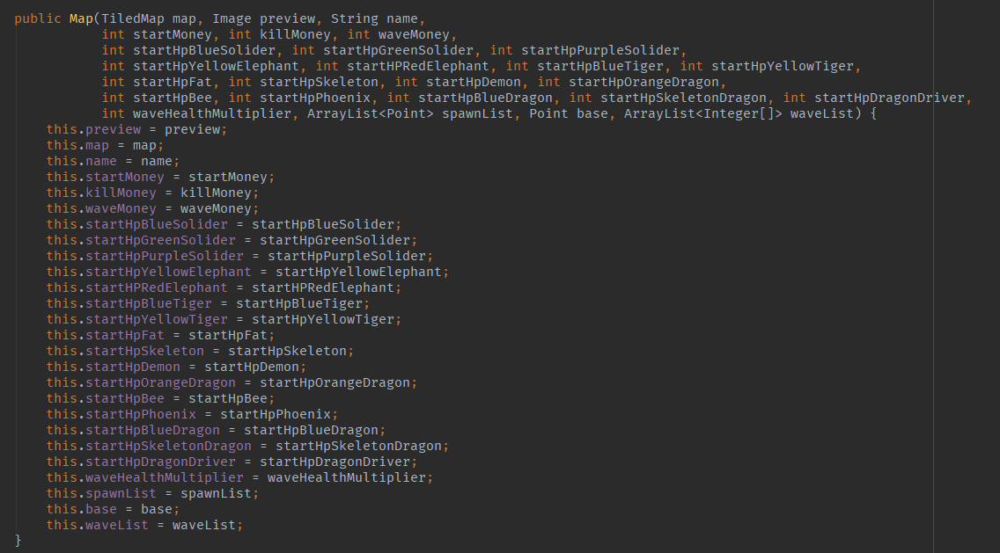 public Map(TiledMap map, Image preview, String name,
int startMoney, int killMoney, int waveMoney,
int startHpBlueSolider, int startHpGreenSolider, int startHpPurpleSolider,
int startHpYellowElephant, int startHPRedElephant, int startHpBlueTiger, int startHpYellowTiger,
int startHpFat, int startHpSkeleton, int startHpDemon, int startHpOrangeDragon,
int startHpBee, int startHpPhoenix, int startHpBlueDragon, int startHpSkeletonDragon, int startHpDragonDriver,
int waveHealthMultiplier, ArrayList<Point> spawnList, Point base, ArrayList<Integer[]> waveList) {
this.preview = preview;
this.map = map;
this.name = name;
this.startMoney = startMoney;
this.killMoney = killMoney;
this.waveMoney = waveMoney;
this.startHpBlueSolider = startHpBlueSolider;
this.startHpGreenSolider = startHpGreenSolider;
this.startHpPurpleSolider = startHpPurpleSolider;
this.startHpYellowElephant = startHpYellowElephant;
this.startHPRedElephant = startHPRedElephant;
this.startHpBlueTiger = startHpBlueTiger;
this.startHpYellowTiger = startHpYellowTiger;
this.startHpFat = startHpFat;
this.startHpSkeleton = startHpSkeleton;
this.startHpDemon = startHpDemon;
this.startHpOrangeDragon = startHpOrangeDragon;
this.startHpBee = startHpBee;
this.startHpPhoenix = startHpPhoenix;
this.startHpBlueDragon = startHpBlueDragon;
this.startHpSkeletonDragon = startHpSkeletonDragon;
this.startHpDragonDriver = startHpDragonDriver;
this.waveHealthMultiplier = waveHealthMultiplier;
this.spawnList = spawnList;
this.base = base;
this.waveList = waveList;
}